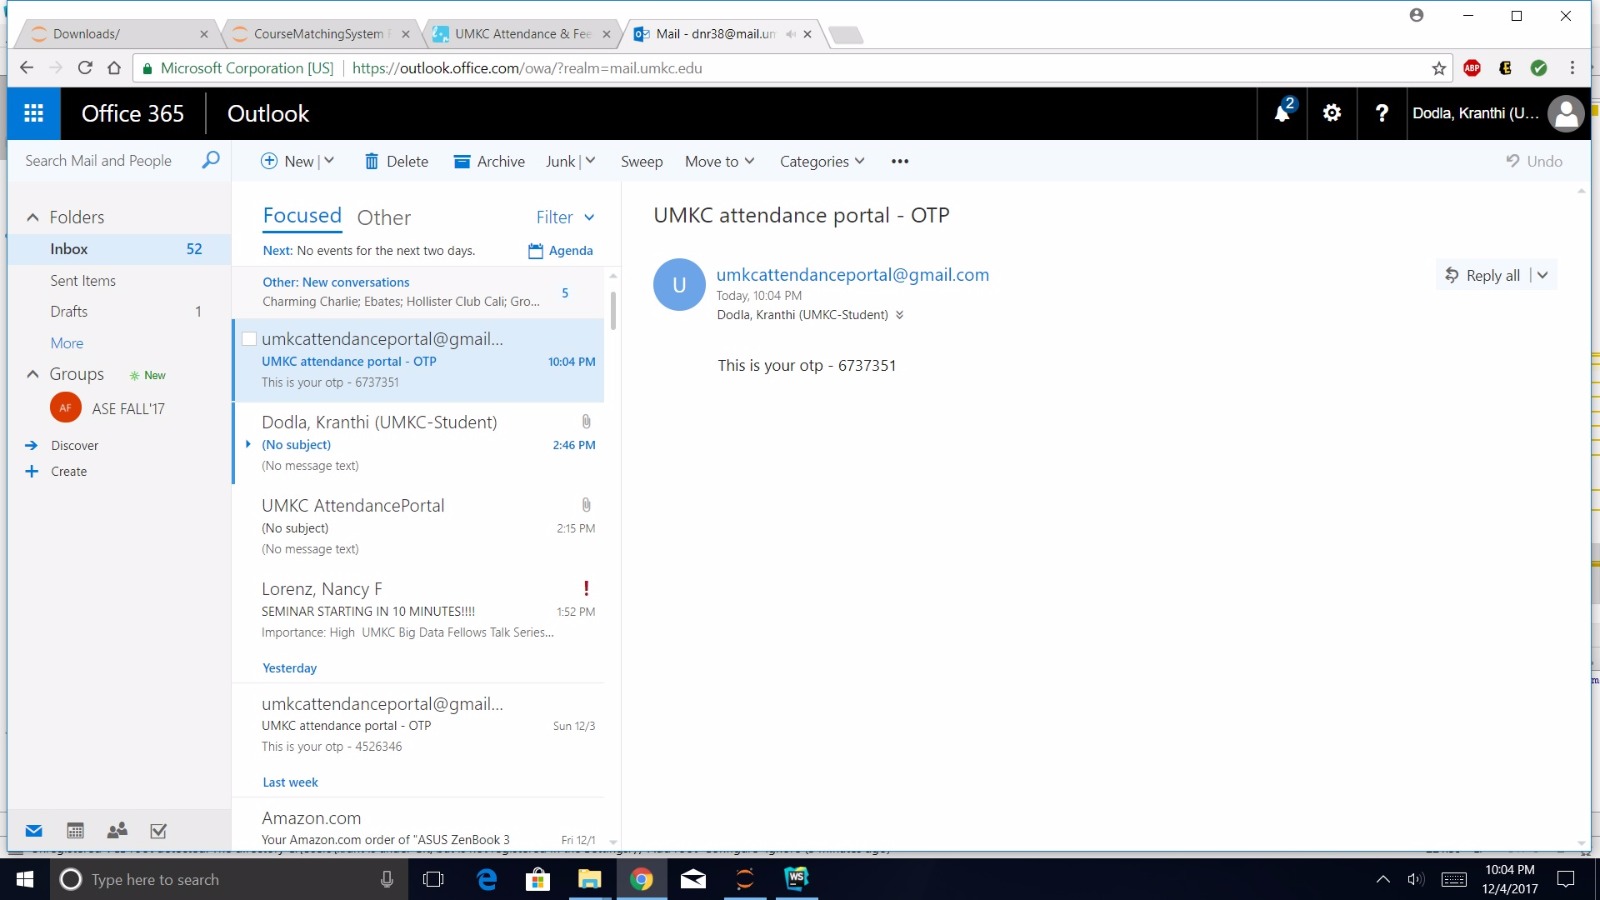 Downloads/
CourseMatchingSystem
UMKC Attendance & Fee
Mail - dnr38@mail.um
Microsoft Corporation [US]
https://outlook.office.com/owa/?realm=mail.umkc.edu
ABP
Office 365
Outlook
2
?
Dodla, Kranthi (U...
Search Mail and People
New
Delete
Archive
Junk
Sweep
Move to
Categories
Undo
Folders
Inbox 52
Sent Items
Drafts 1
More
Groups New
AF ASE FALL'17
Discover
Create
Focused Other Filter
Next: No events for the next two days. Agenda
Other: New conversations
Charming Charlie; Ebates; Hollister Club Cali; Gro... 5
umkcattendanceportal@gmail...
UMKC attendance portal - OTP 10:04 PM
This is your otp - 6737351
Dodla, Kranthi (UMKC-Student)
(No subject) 2:46 PM
(No message text)
UMKC AttendancePortal
(No subject) 2:15 PM
(No message text)
Lorenz, Nancy F !
SEMINAR STARTING IN 10 MINUTES!!!! 1:52 PM
Importance: High UMKC Big Data Fellows Talk Series...
Yesterday
umkcattendanceportal@gmail...
UMKC attendance portal - OTP Sun 12/3
This is your otp - 4526346
Last week
Amazon.com
Your Amazon.com order of "ASUS ZenBook 3 Fri 12/1
UMKC attendance portal - OTP
U
umkcattendanceportal@gmail.com
Today, 10:04 PM
Dodla, Kranthi (UMKC-Student)
Reply all
This is your otp - 6737351
Type here to search
WS
10:04 PM
12/4/2017